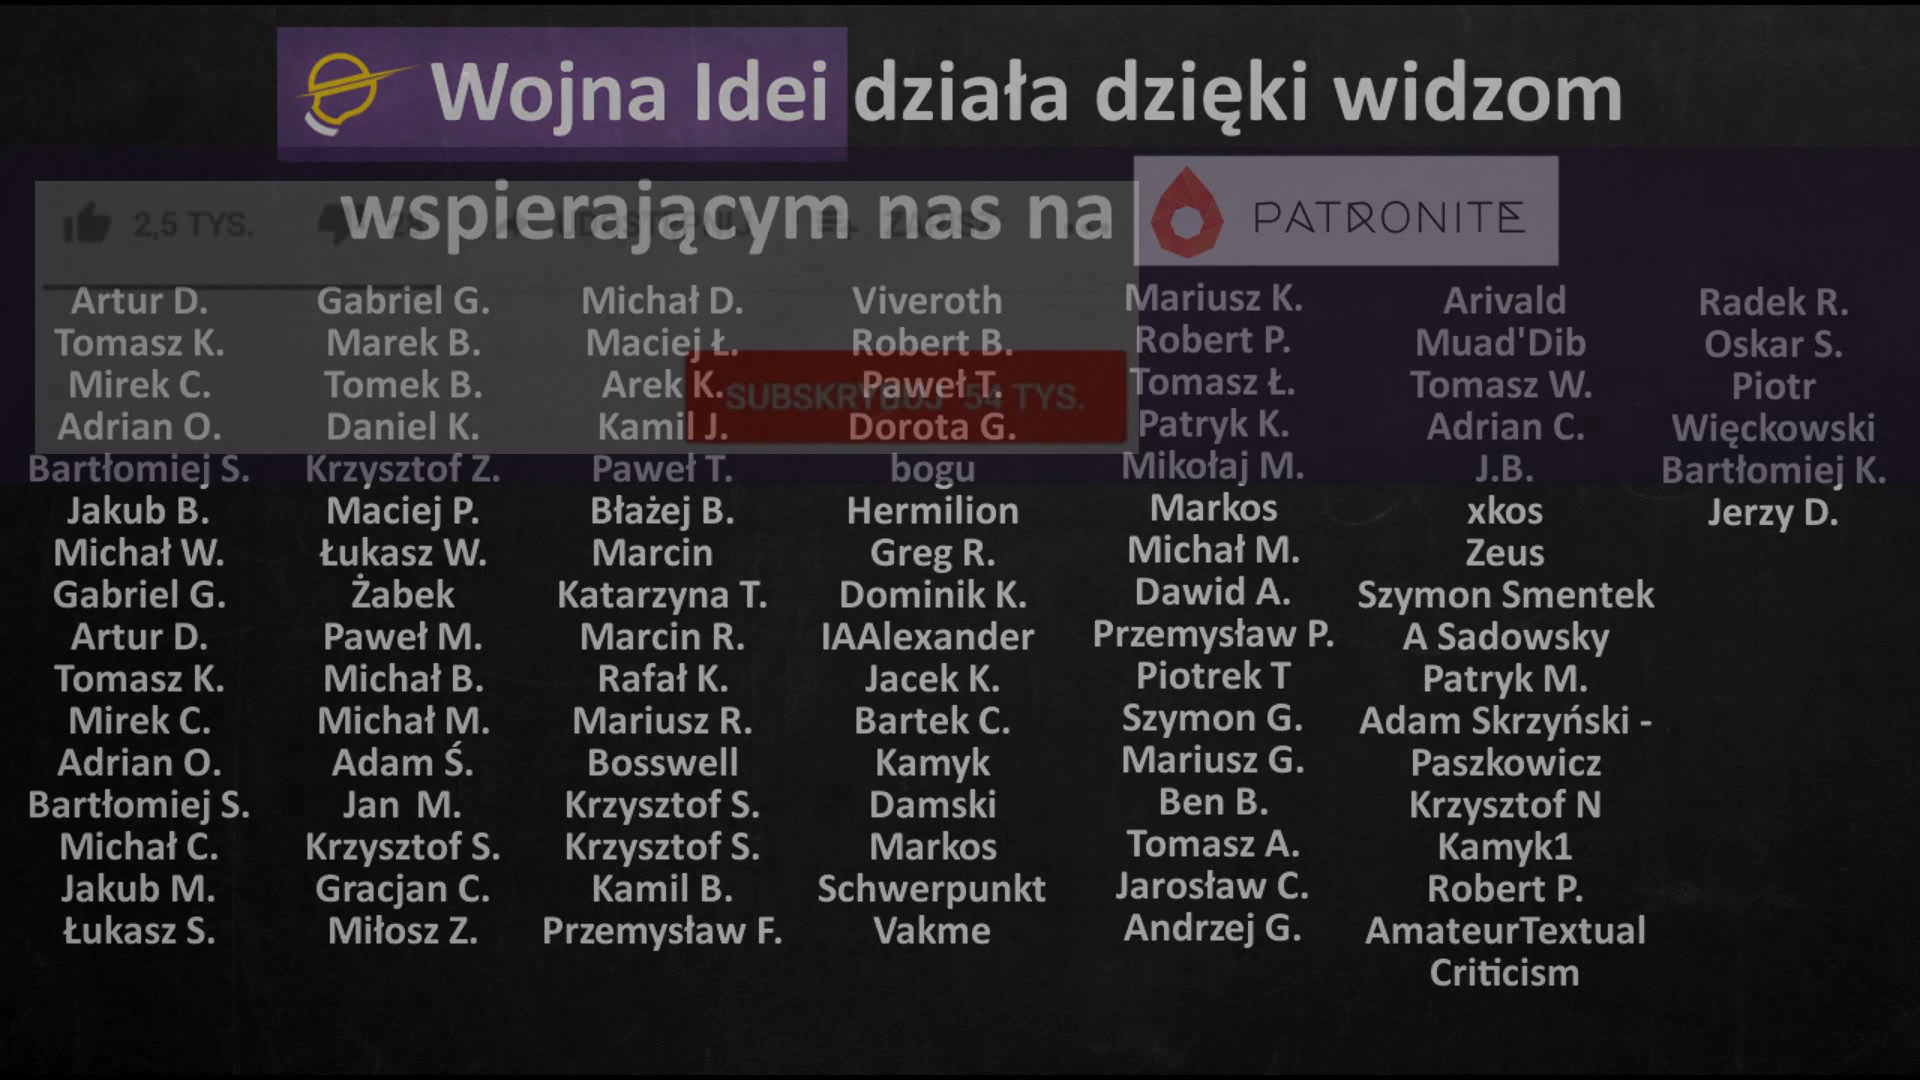 Wojna Idei działa dzięki widzom
wspierającym nas na PATRONITE
2,5 TYS.
SUBSKRYBUJ 54 TYS.
Artur D.
Tomasz K.
Mirek C.
Adrian O.
Bartłomiej S.
Jakub B.
Michał W.
Gabriel G.
Artur D.
Tomasz K.
Mirek C.
Adrian O.
Bartłomiej S.
Michał C.
Jakub M.
Łukasz S.
Gabriel G.
Marek B.
Tomek B.
Daniel K.
Krzysztof Z.
Maciej P.
Łukasz W.
Żabek
Paweł M.
Michał B.
Michał M.
Adam Ś.
Jan M.
Krzysztof S.
Gracjan C.
Miłosz Z.
Michał D.
Maciej Ł.
Arek K.
Kamil J.
Paweł T.
Błażej B.
Marcin
Katarzyna T.
Marcin R.
Rafał K.
Mariusz R.
Bosswell
Krzysztof S.
Krzysztof S.
Kamil B.
Przemysław F.
Viveroth
Robert B.
Paweł T.
Dorota G.
bogu
Hermilion
Greg R.
Dominik K.
IAAlexander
Jacek K.
Bartek C.
Kamyk
Damski
Markos
Schwerpunkt
Vakme
Mariusz K.
Robert P.
Tomasz Ł.
Patryk K.
Mikołaj M.
Markos
Michał M.
Dawid A.
Przemysław P.
Piotrek T
Szymon G.
Mariusz G.
Ben B.
Tomasz A.
Jarosław C.
Andrzej G.
Arivald
Muad'Dib
Tomasz W.
Adrian C.
J.B.
xkos
Zeus
Szymon Smentek
A Sadowsky
Patryk M.
Adam Skrzyński -
Paszkowicz
Krzysztof N
Kamyk1
Robert P.
AmateurTextual
Criticism
Radek R.
Oskar S.
Piotr
Więckowski
Bartłomiej K.
Jerzy D.